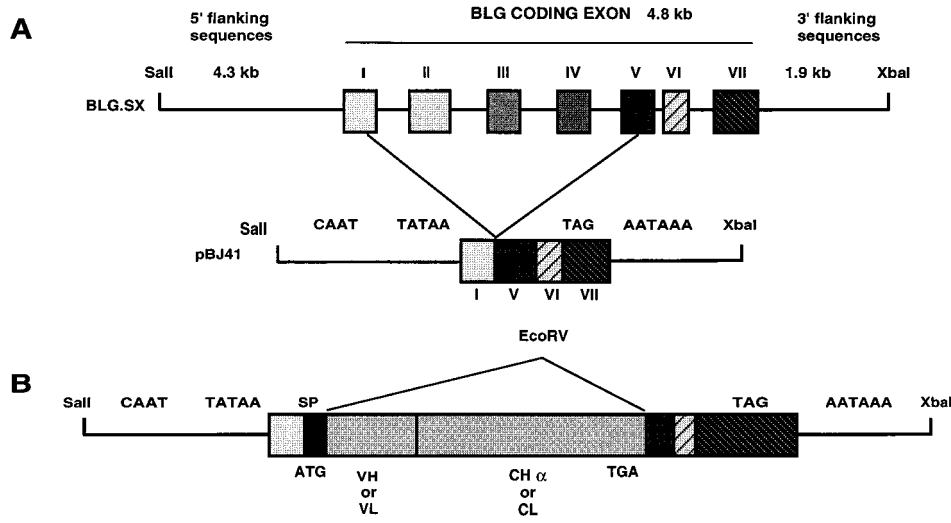 A
5' flanking
sequences
BLG CODING EXON 4.8 kb
3' flanking
sequences
SalI 4.3 kb I II III IV V VI VII 1.9 kb XbaI
BLG.SX
SalI CAAT TATAA TAG AATAAA XbaI
pBJ41
I V VI VII
EcoRV
B
SalI CAAT TATAA SP TAG AATAAA XbaI
ATG VH
or
VL
CH α
or
CL
TGA